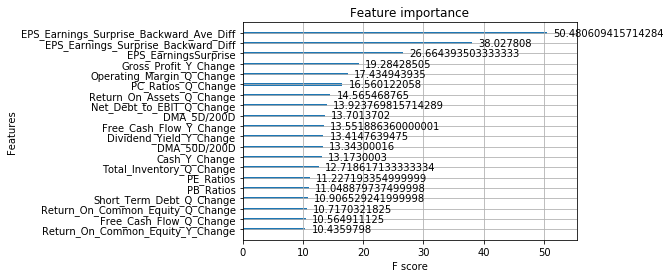 Feature importance
EPS_Earnings_Surprise_Backward_Ave_Diff 50.480609415714284
EPS_Earnings_Surprise_Backward_Diff 38.027808
EPS_EarningsSurprise 26.664393503333333
Gross_Profit_Y_Change 19.28428505
Operating_Margin_Q_Change 17.434943935
PC_Ratios_Q_Change 16.560122058
Return_On_Assets_Q_Change 14.565468765
Net_Debt_to_EBIT_Q_Change 13.923769815714289
DMA_5D/200D 13.7013702
Free_Cash_Flow_Y_Change 13.551886360000001
Dividend_Yield_Y_Change 13.4147639475
DMA_50D/200D 13.34300016
Cash_Y_Change 13.1730003
Total_Inventory_Q_Change 12.718617133333334
PE_Ratios 11.227193354999999
PB_Ratios 11.048879737499998
Short_Term_Debt_Q_Change 10.906529241999998
Return_On_Common_Equity_Q_Change 10.7170321825
Free_Cash_Flow_Q_Change 10.564911125
Return_On_Common_Equity_Y_Change 10.4359798
Features
0 10 20 30 40 50
F score